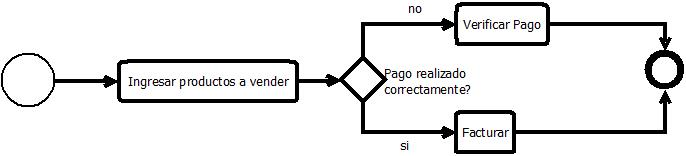 no
Verificar Pago
Ingresar productos a vender
Pago realizado
correctamente?
Facturar
si